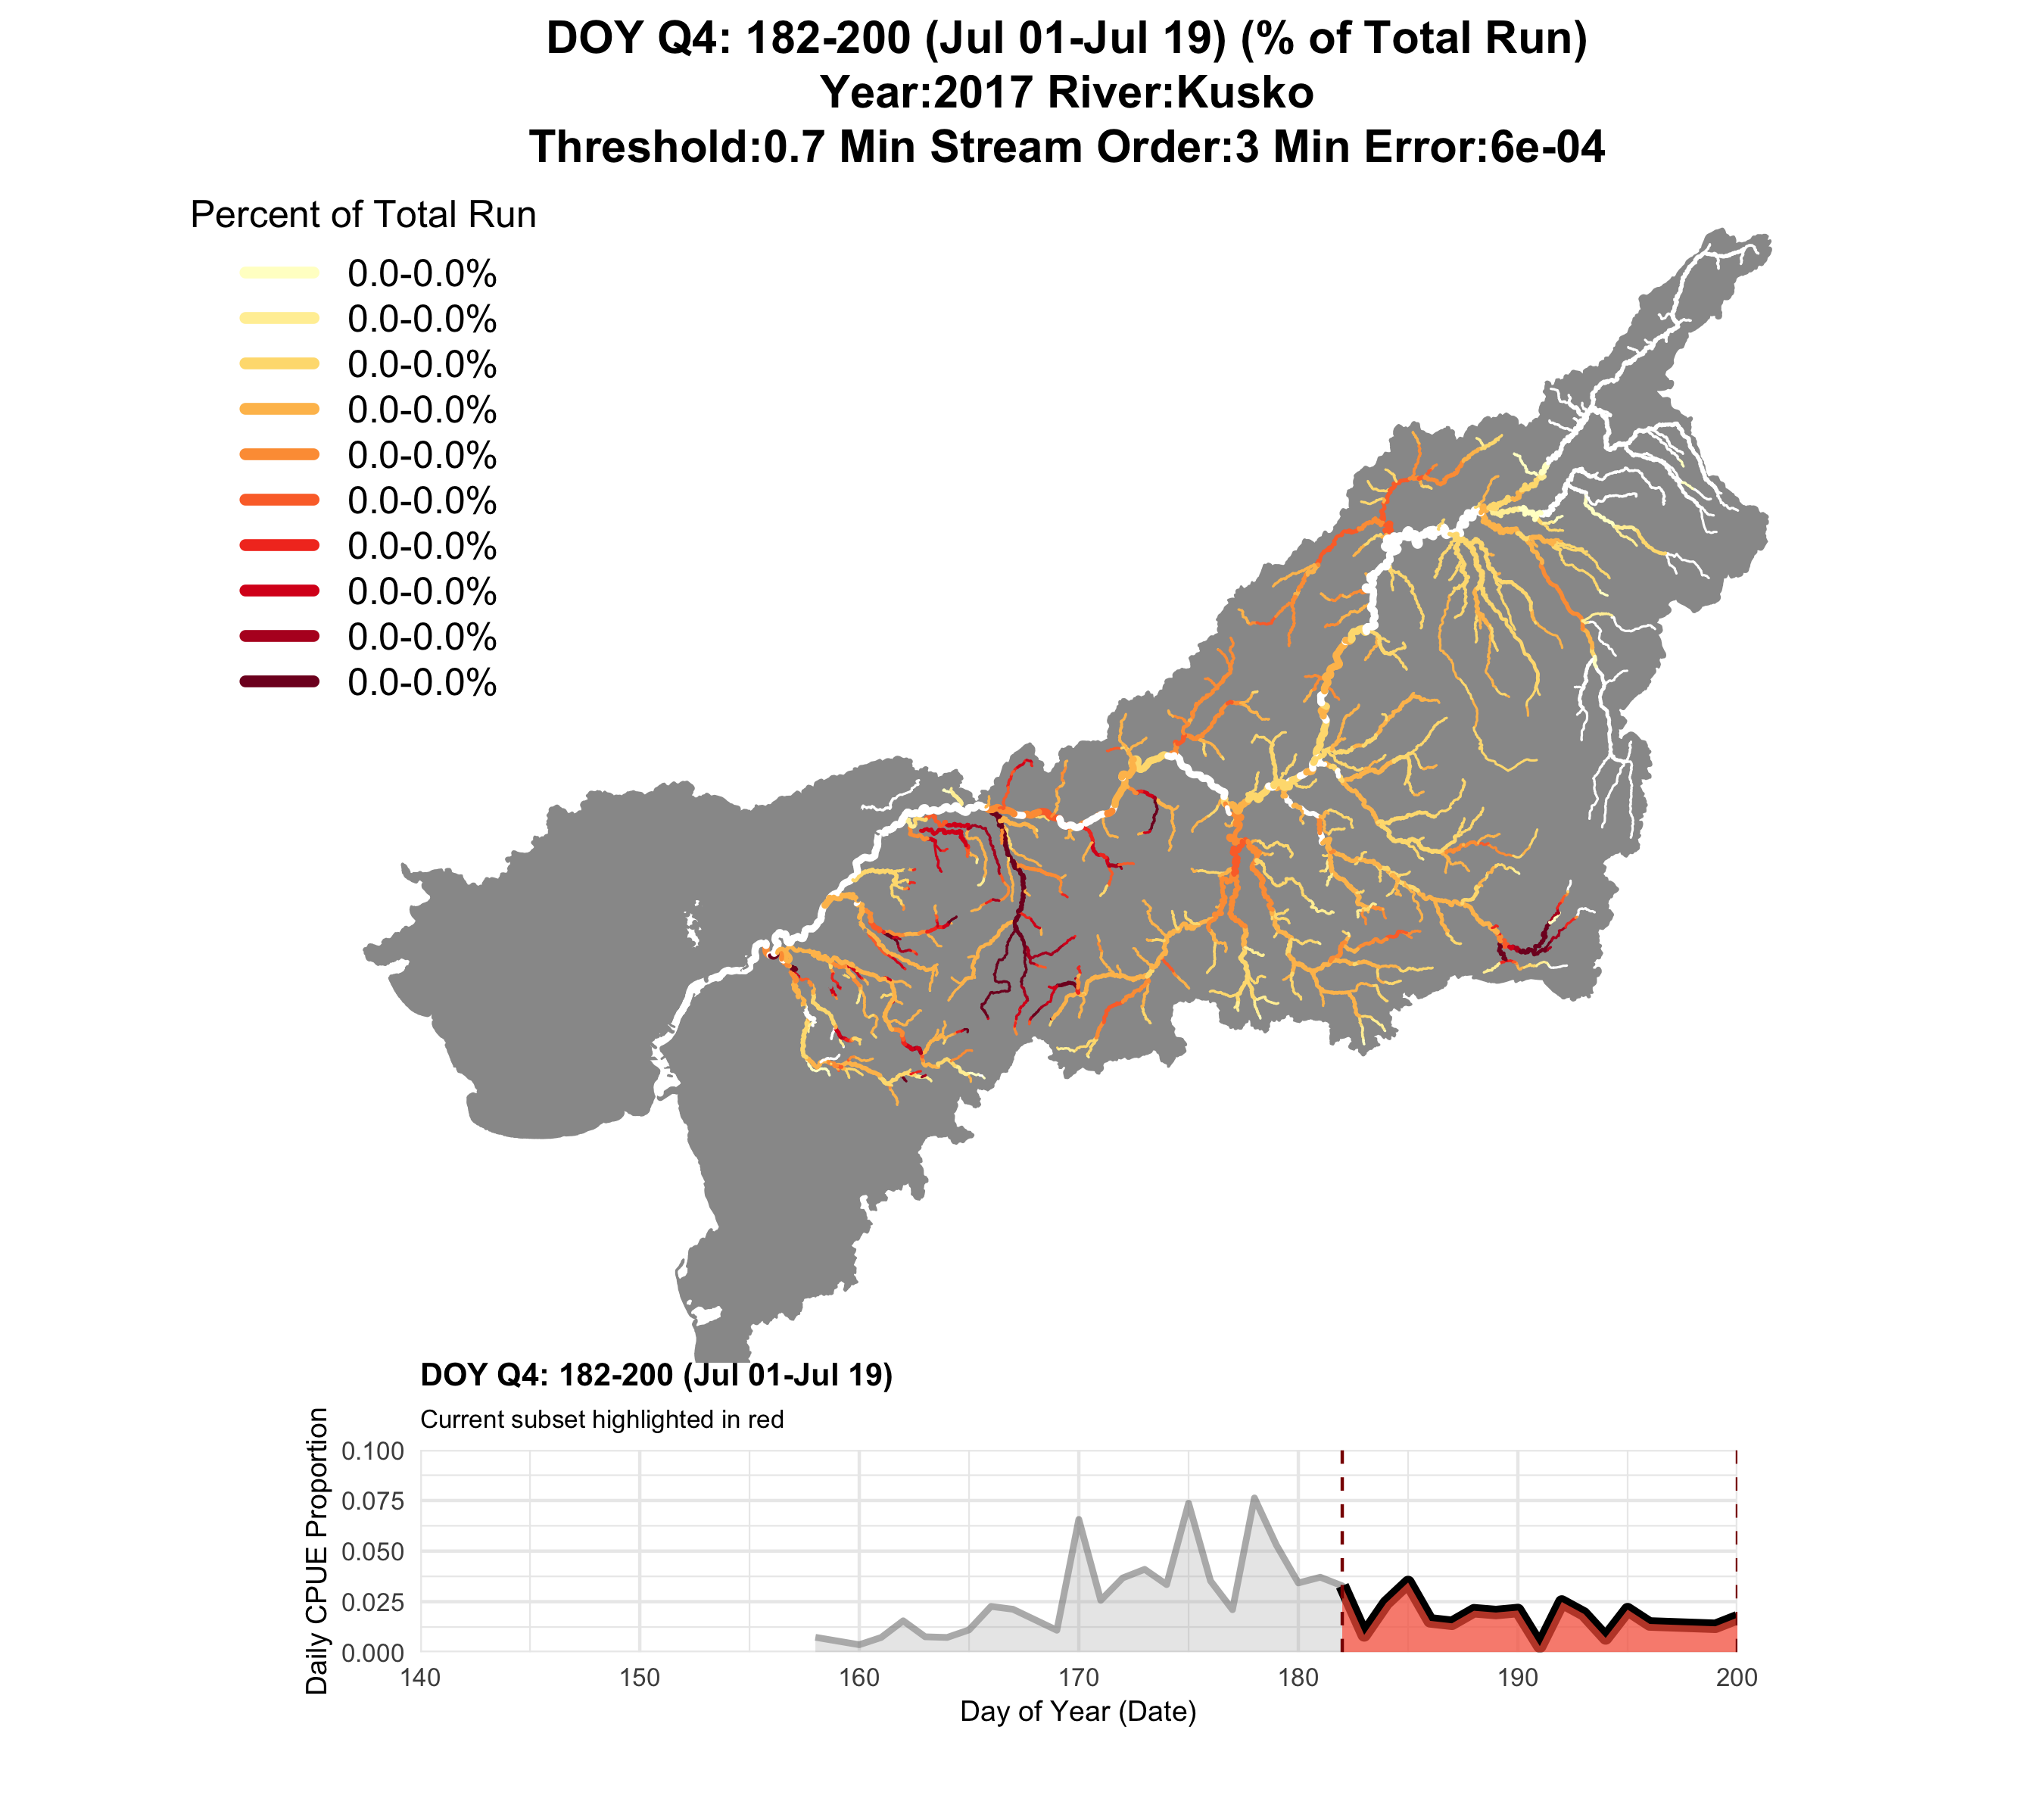 DOY Q4: 182-200 (Jul 01-Jul 19) (% of Total Run)
Year:2017 River:Kusko
Threshold:0.7 Min Stream Order:3 Min Error:6e-04
Percent of Total Run
0.0-0.0%
0.0-0.0%
0.0-0.0%
0.0-0.0%
0.0-0.0%
0.0-0.0%
0.0-0.0%
0.0-0.0%
0.0-0.0%
0.0-0.0%
DOY Q4: 182-200 (Jul 01-Jul 19)
Current subset highlighted in red
Daily CPUE Proportion
0.100
0.075
0.050
0.025
0.000
140 150 160 170 180 190 200
Day of Year (Date)